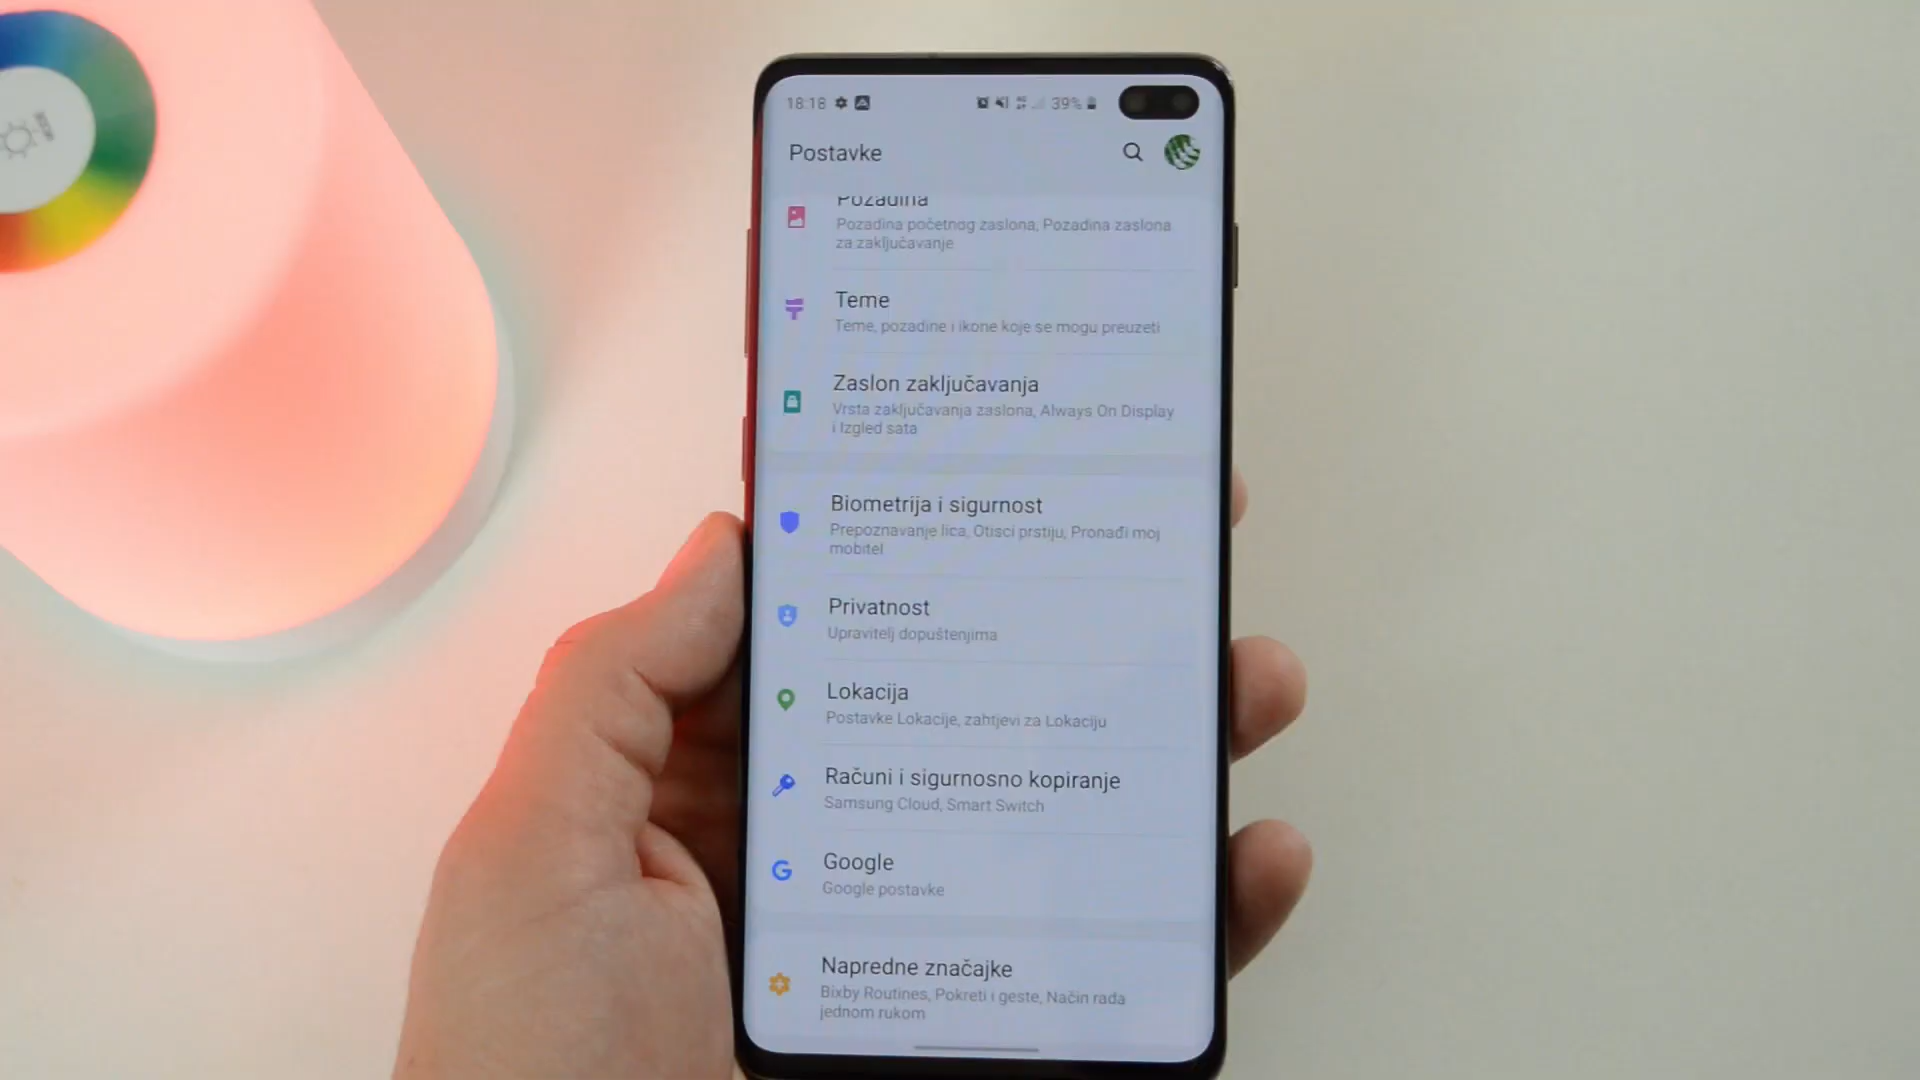 18:18
39%
Postavke
Pozadina
Pozadina početnog zaslona, Pozadina zaslona
za zaključavanje
Teme
Teme, pozadine i ikone koje se mogu preuzeti
Zaslon zaključavanja
Vrsta zaključavanja zaslona, Always On Display
i Izgled sata
Biometrija i sigurnost
Prepoznavanje lica, Otisci prstiju, Pronađi moj
mobitel
Privatnost
Upravitelj dopuštenjima
Lokacija
Postavke Lokacije, zahtjevi za Lokaciju
Računi i sigurnosno kopiranje
Samsung Cloud, Smart Switch
Google
Google postavke
Napredne značajke
Bixby Routines, Pokreti i geste, Način rada
jednom rukom